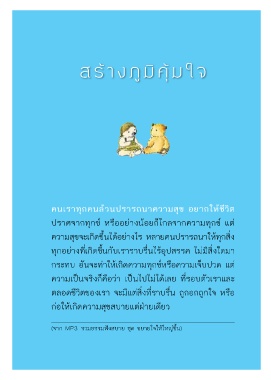 สร้างภูมิคุ้มใจ
คนเราทุกคนล้วนปรารถนาความสุข อยากให้ชีวิต
ปราศจากทุกข์ หรืออย่างน้อยก็ไกลจากความทุกข์ แต่
ความสุขจะเกิดขึ้นได้อย่างไร หลายคนปรารถนาให้ทุกสิ่ง
ทุกอย่างที่เกิดขึ้นกับเราราบรื่นไร้อุปสรรค ไม่มีสิ่งใดมา
กระทบ อันจะทำให้เกิดความทุกข์หรือความเจ็บปวด แต่
ความเป็นจริงก็คือว่า เป็นไปไม่ได้เลย ที่รอบตัวเราและ
ตลอดชีวิตของเรา จะมีแต่สิ่งที่ราบรื่น ถูกอกถูกใจ หรือ
ก่อให้เกิดความสุขสบายแต่ฝ่ายเดียว
(จาก MP3 รวมธรรมฟังสบาย ชุด ขยายใจให้ใหญ่ขึ้น)